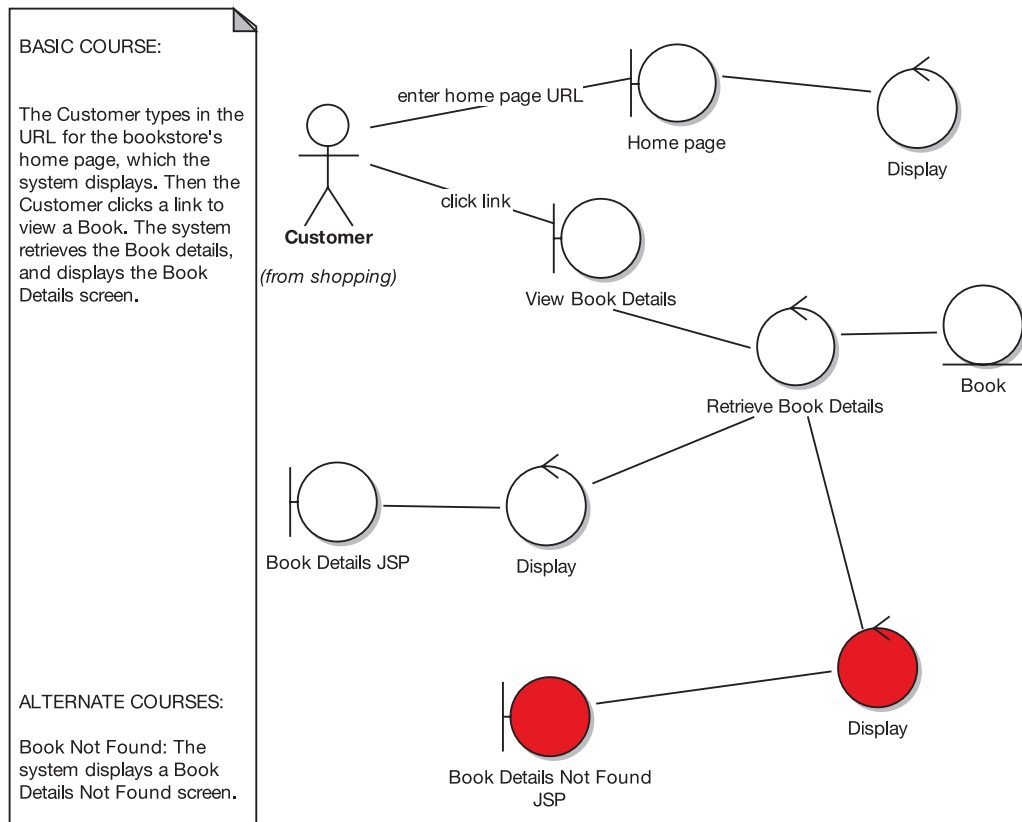 BASIC COURSE:
The Customer types in the
URL for the bookstore's
home page, which the
system displays. Then the
Customer clicks a link to
view a Book. The system
retrieves the Book details,
and displays the Book
Details screen.
ALTERNATE COURSES:
Book Not Found: The
system displays a Book
Details Not Found screen.
enter home page URL
Home page
Display
click link
Customer
(from shopping)
View Book Details
Retrieve Book Details
Book
Book Details JSP
Display
Display
Book Details Not Found
JSP